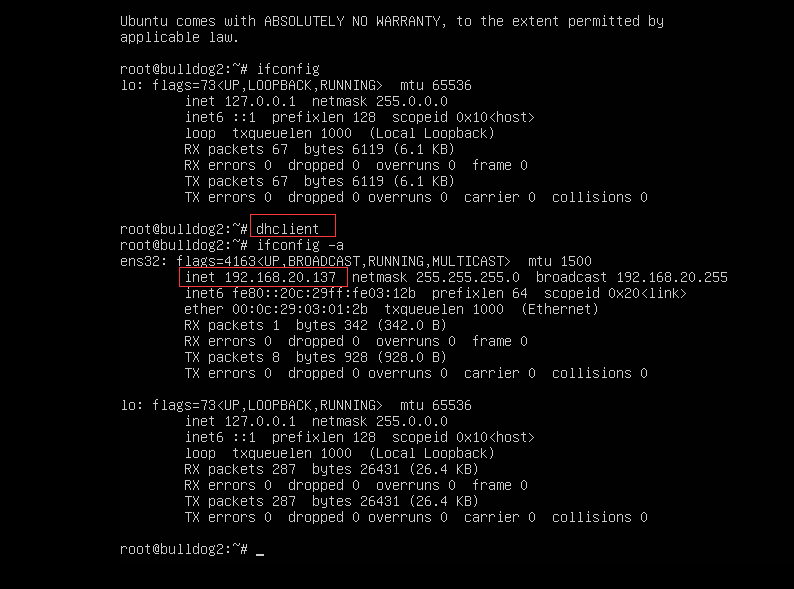 Ubuntu comes with ABSOLUTELY NO WARRANTY, to the extent permitted by
applicable law.
root@bulldog2:~# ifconfig
lo: flags=73<UP,LOOPBACK,RUNNING>  mtu 65536
inet 127.0.0.1  netmask 255.0.0.0
inet6 ::1  prefixlen 128  scopeid 0x10<host>
loop  txqueuelen 1000  (Local Loopback)
RX packets 67  bytes 6119 (6.1 KB)
RX errors 0  dropped 0  overruns 0  frame 0
TX packets 67  bytes 6119 (6.1 KB)
TX errors 0  dropped 0 overruns 0  carrier 0  collisions 0
root@bulldog2:~# dhclient
root@bulldog2:~# ifconfig -a
ens32: flags=4163<UP,BROADCAST,RUNNING,MULTICAST>  mtu 1500
inet 192.168.20.137  netmask 255.255.255.0  broadcast 192.168.20.255
inet6 fe80::20c:29ff:fe03:12b  prefixlen 64  scopeid 0x20<link>
ether 00:0c:29:03:01:2b  txqueuelen 1000  (Ethernet)
RX packets 1  bytes 342 (342.0 B)
RX errors 0  dropped 0  overruns 0  frame 0
TX packets 8  bytes 928 (928.0 B)
TX errors 0  dropped 0 overruns 0  carrier 0  collisions 0
lo: flags=73<UP,LOOPBACK,RUNNING>  mtu 65536
inet 127.0.0.1  netmask 255.0.0.0
inet6 ::1  prefixlen 128  scopeid 0x10<host>
loop  txqueuelen 1000  (Local Loopback)
RX packets 287  bytes 26431 (26.4 KB)
RX errors 0  dropped 0  overruns 0  frame 0
TX packets 287  bytes 26431 (26.4 KB)
TX errors 0  dropped 0 overruns 0  carrier 0  collisions 0
root@bulldog2:~# _